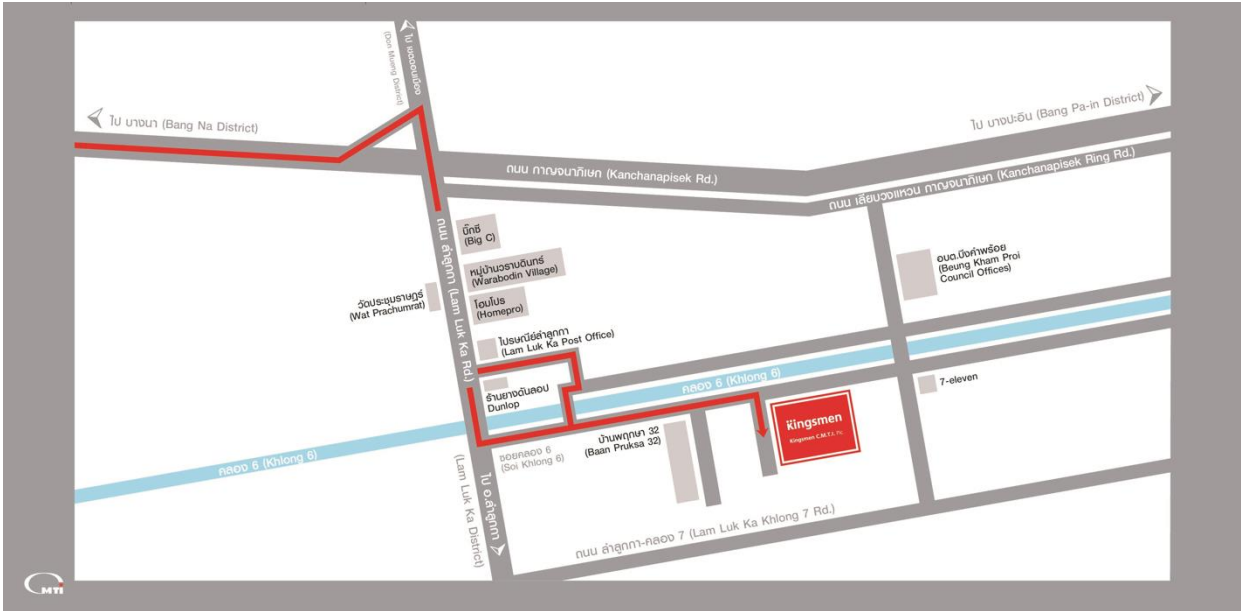 ไป เขตดอนเมือง
(Don Mueng District)
ไป บางนา (Bang Na District)
ไป บางปะอิน (Bang Pa-in District)
ถนน กาญจนาภิเษก (Kanchanapisek Rd.)
ถนน เลียบวงแหวน กาญจนาภิเษก (Kanchanapisek Ring Rd.)
ถนน ลำลูกกา (Lam Luk Ka Rd.)
บิ๊กซี
(Big C)
หมู่บ้านวราบดินทร์
(Warabodin Village)
วัดประชุมราษฎร์
(Wat Prachumrat)
โฮมโปร
(Homepro)
อบต.บึงคำพร้อย
(Beung Kham Proi
Council Offices)
ไปรษณีย์ลำลูกกา
(Lam Luk Ka Post Office)
ร้านยางดันลอป
Dunlop
คลอง 6 (Khlong 6)
7-eleven
Kingsmen
Kingsmen C.M.T.I. Plc.
บ้านพฤกษา 32
(Baan Pruksa 32)
ซอยคลอง 6
(Soi Khlong 6)
คลอง 6 (Khlong 6)
ไป อ.ลำลูกกา
(Lam Luk Ka District)
ถนน ลำลูกกา-คลอง 7 (Lam Luk Ka Khlong 7 Rd.)
CMTI